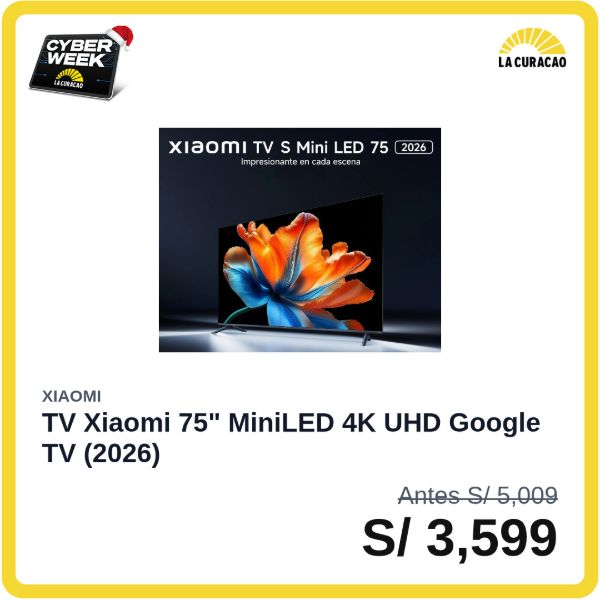 CYBER
WEEK
LA CURACAO
LA CURACAO
xiaomi TV S Mini LED 75 2026
Impresionante en cada escena
XIAOMI
TV Xiaomi 75" MiniLED 4K UHD Google
TV (2026)
Antes S/ 5,009
S/ 3,599